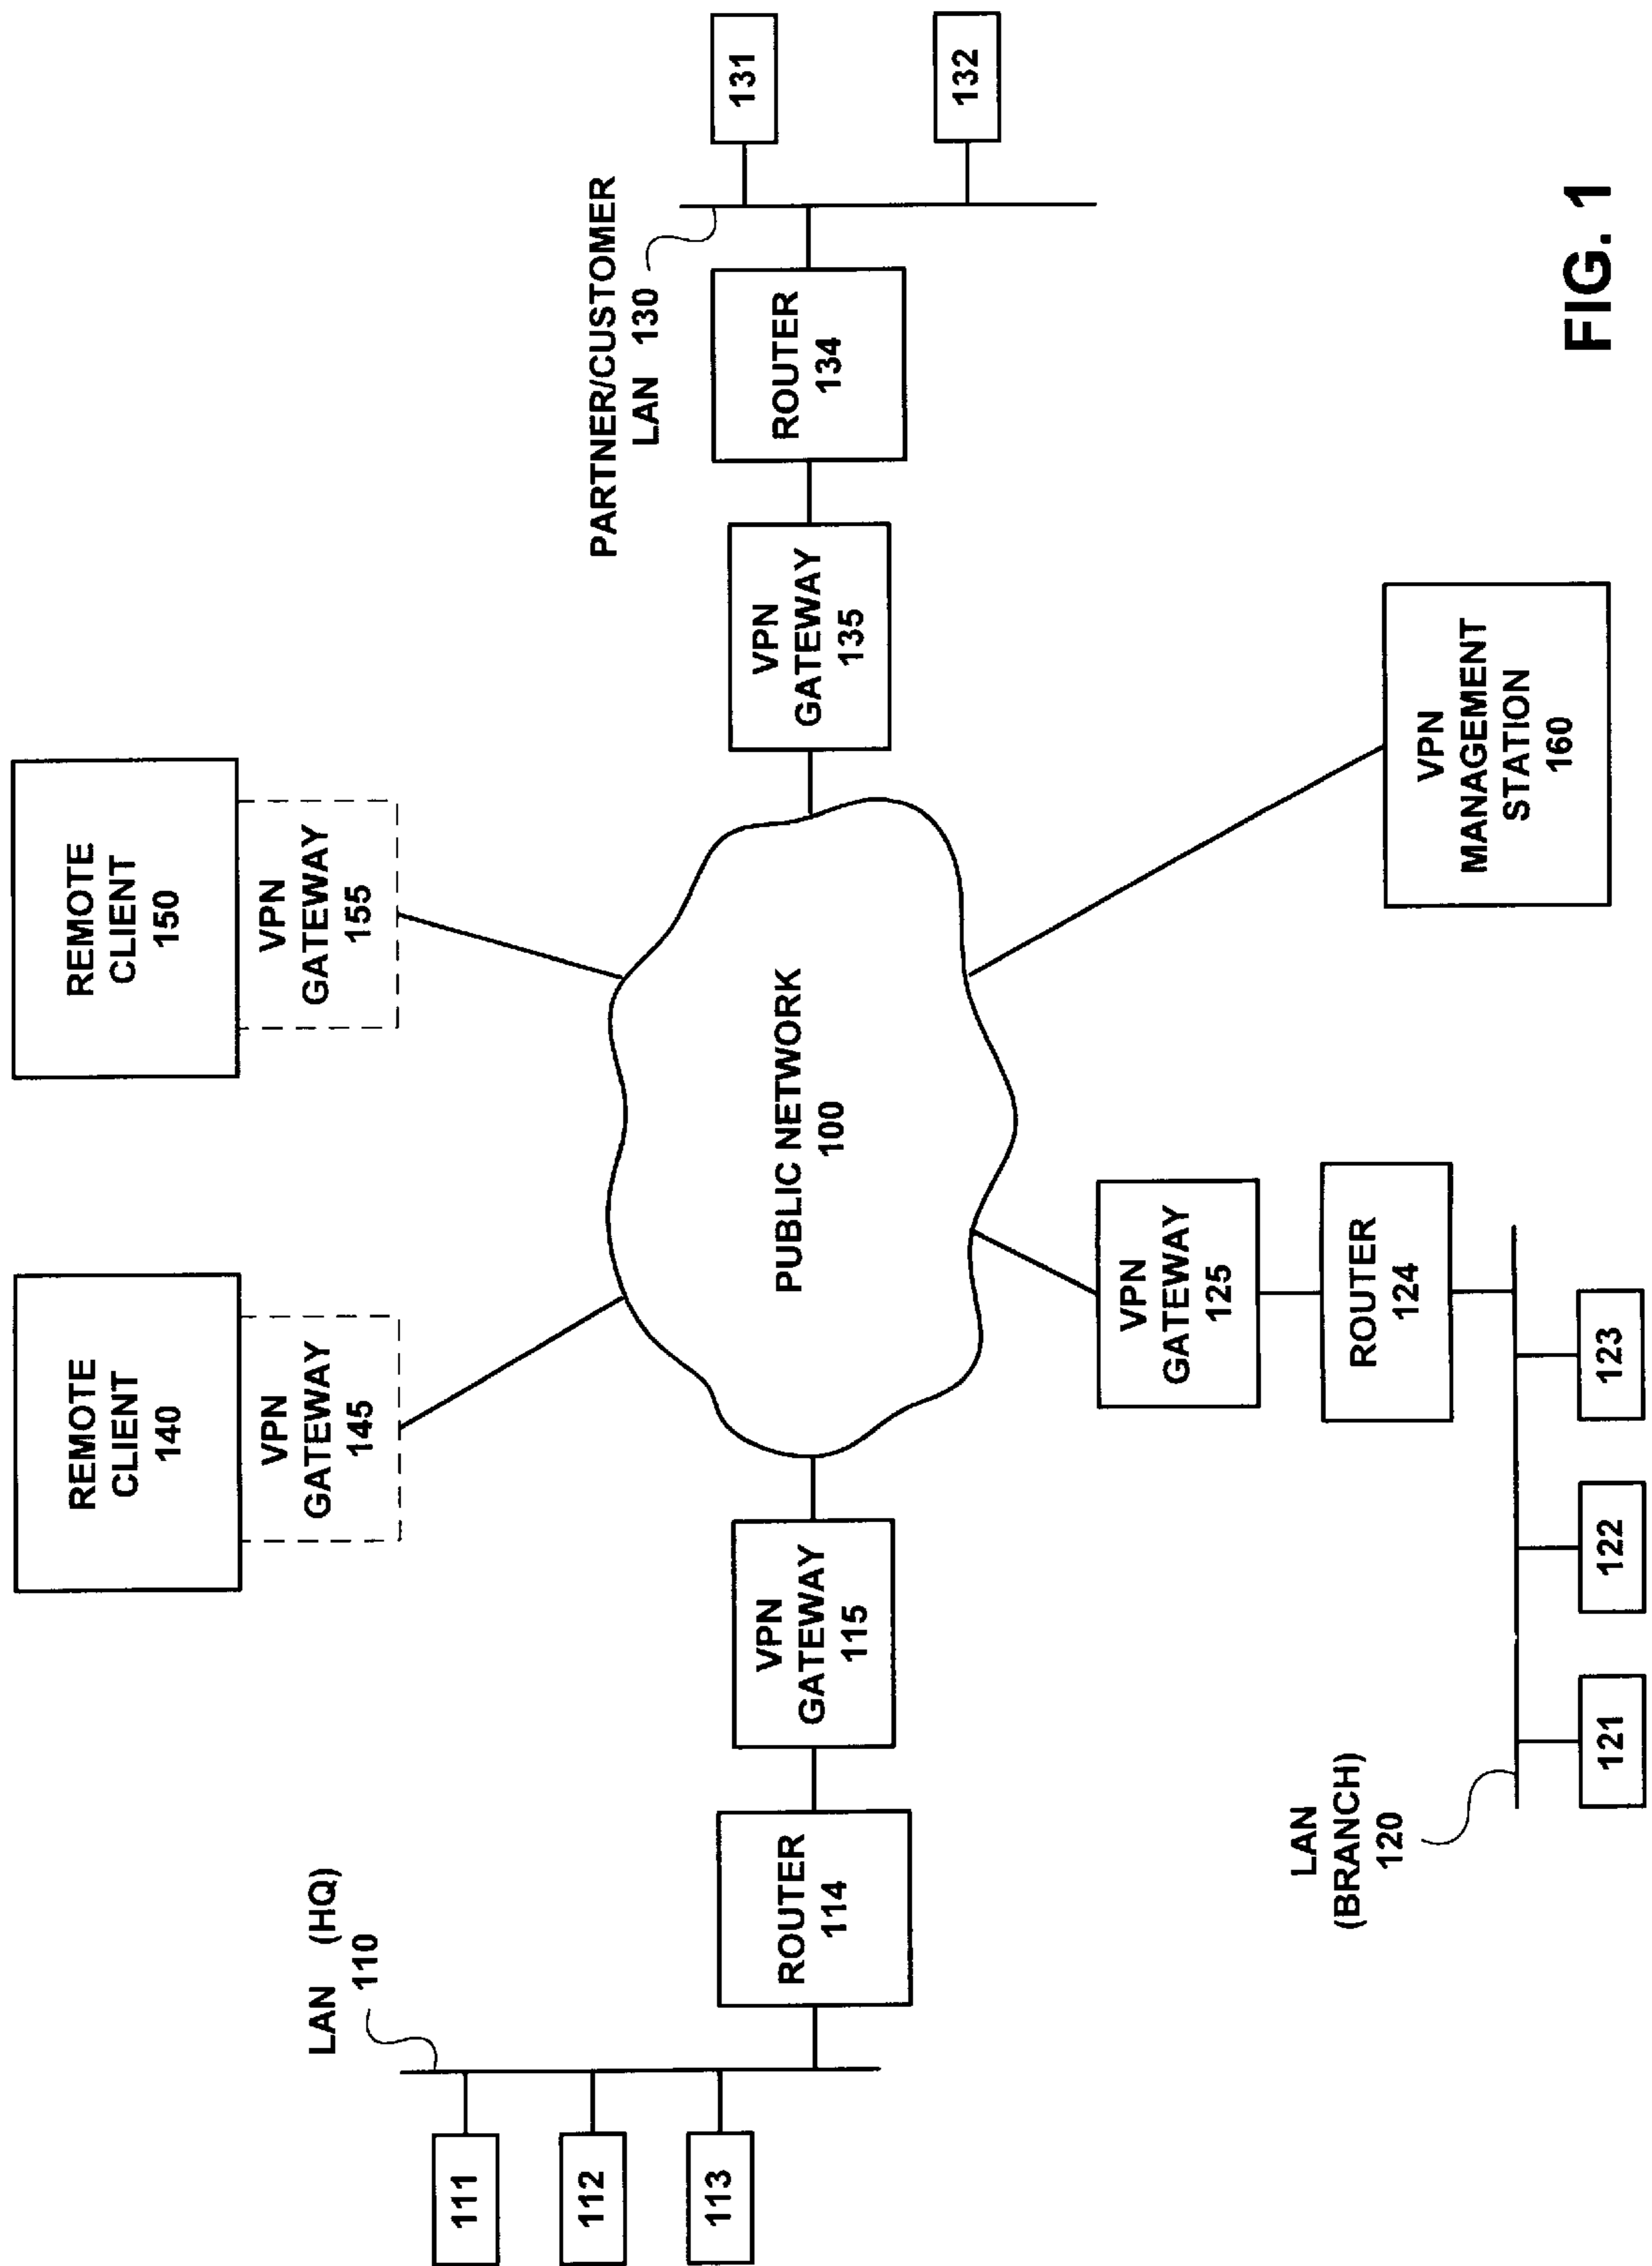 REMOTE
CLIENT
140
VPN
GATEWAY
145
REMOTE
CLIENT
150
VPN
GATEWAY
155
LAN (HQ)
110
111
112
113
ROUTER
114
VPN
GATEWAY
115
PUBLIC NETWORK
100
VPN
GATEWAY
135
ROUTER
134
PARTNER/CUSTOMER
LAN 130
131
132
VPN
GATEWAY
125
ROUTER
124
LAN
(BRANCH)
120
121
122
123
VPN
MANAGEMENT
STATION
160
FIG. 1